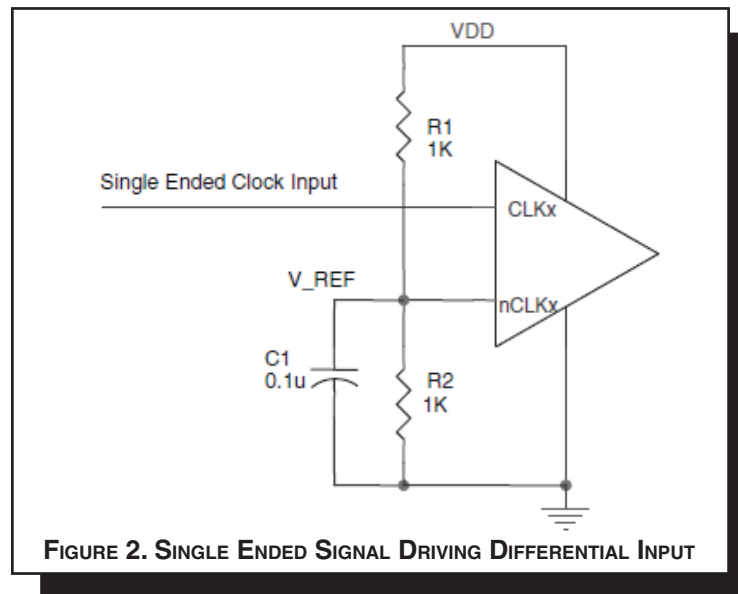 VDD
R1
1K
Single Ended Clock Input
CLKx
V_REF
nCLKx
C1
0.1u
R2
1K
FIGURE 2. SINGLE ENDED SIGNAL DRIVING DIFFERENTIAL INPUT